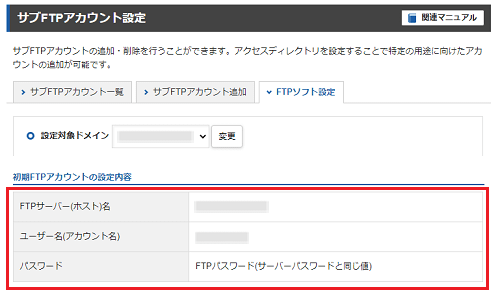 サブFTPアカウント設定
関連マニュアル
サブFTPアカウントの追加・削除を行うことができます。アクセスディレクトリを設定することで特定の用途に向けたアカ
ウントの追加が可能です。
サブFTPアカウント一覧
サブFTPアカウント追加
FTPソフト設定
設定対象ドメイン
変更
初期FTPアカウントの設定内容
FTPサーバー(ホスト)名
ユーザー名(アカウント名)
パスワード FTPパスワード(サーバーパスワードと同じ値)